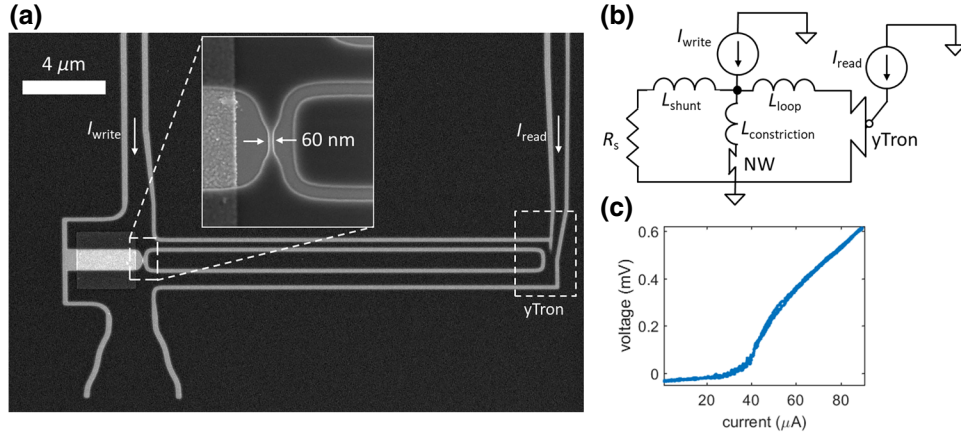 (a)
4 μm
I_write
60 nm
I_read
yTron
(b)
I_write
I_read
L_shunt
L_loop
L_constriction
R_s
NW
yTron
(c)
0.6
0.4
0.2
0
voltage (mV)
20 40 60 80
current (μA)